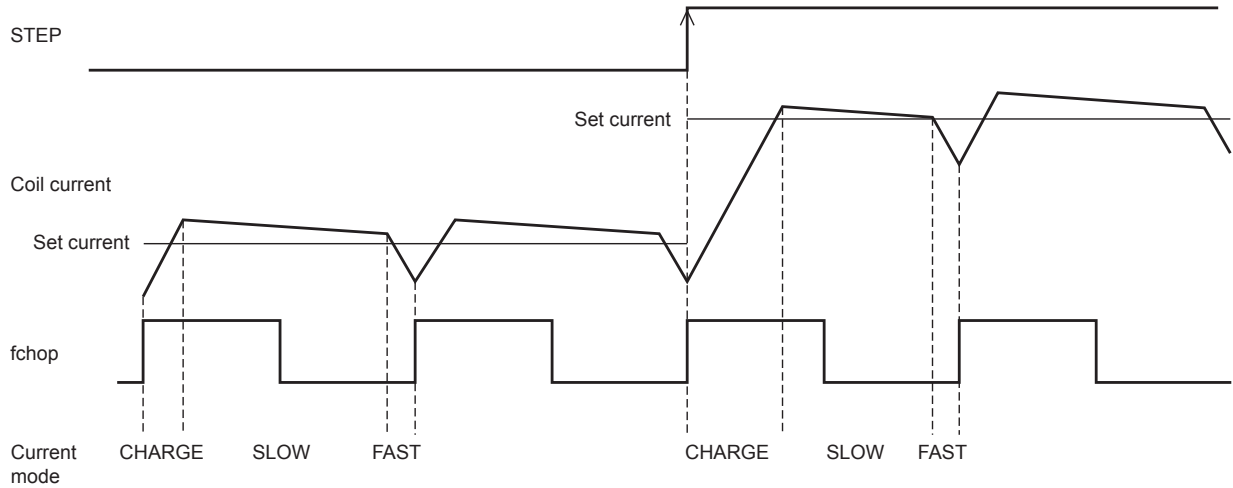 STEP
Set current
Coil current
Set current
fchop
Current
mode
CHARGE
SLOW
FAST
CHARGE
SLOW
FAST